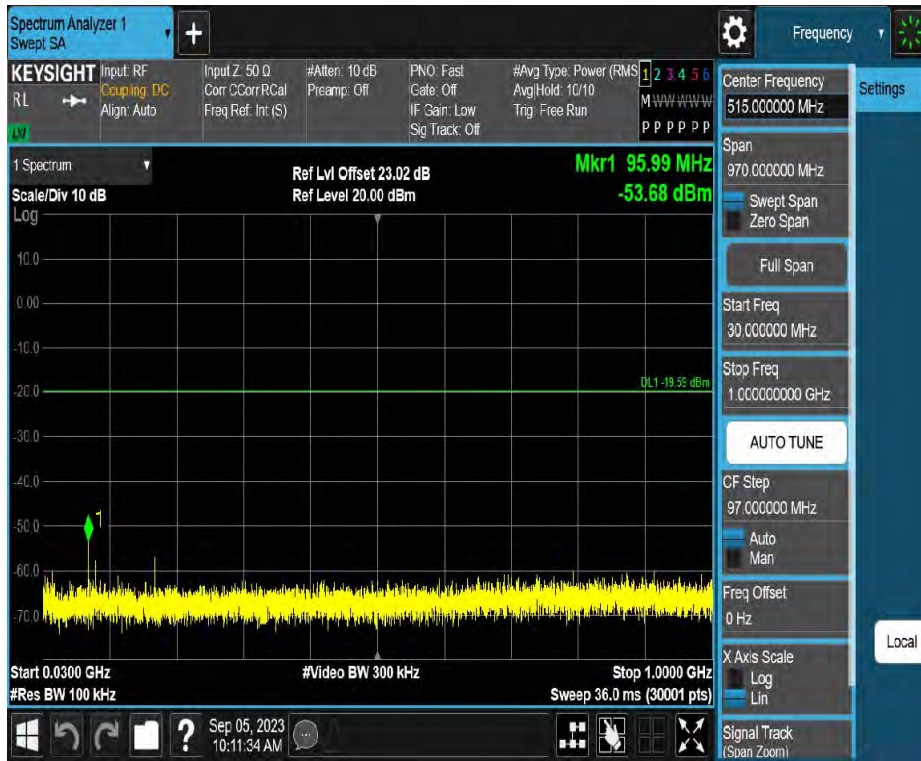 Spectrum Analyzer 1
Swept SA
+
Frequency
KEYSIGHT
RL
Input: RF
Coupling: DC
Align: Auto
Input Z: 50 Ω
Corr CCorr RCal
Freq Ref: Int (S)
#Atten: 10 dB
Preamp: Off
PNO: Fast
Gate: Off
IF Gain: Low
Sig Track: Off
#Avg Type: Power (RMS
Avg|Hold: 10/10
Trig: Free Run
1 2 3 4 5 6
M W W W W W
P P P P P P
Center Frequency
515.000000 MHz
Settings
1 Spectrum
Scale/Div 10 dB
Log
Ref Lvl Offset 23.02 dB
Ref Level 20.00 dBm
Mkr1 95.99 MHz
-53.68 dBm
Span
970.000000 MHz
Swept Span
Zero Span
Full Span
Start Freq
30.000000 MHz
Stop Freq
1.000000000 GHz
AUTO TUNE
CF Step
97.000000 MHz
Auto
Man
Freq Offset
0 Hz
X Axis Scale
Log
Lin
Signal Track
(Span Zoom)
Local
10.0
0.00
-10.0
-20.0
-30.0
-40.0
-50.0
-60.0
-70.0
DL1 -19.59 dBm
1
Start 0.0300 GHz
#Res BW 100 kHz
#Video BW 300 kHz
Stop 1.0000 GHz
Sweep 36.0 ms (30001 pts)
?
Sep 05, 2023
10:11:34 AM